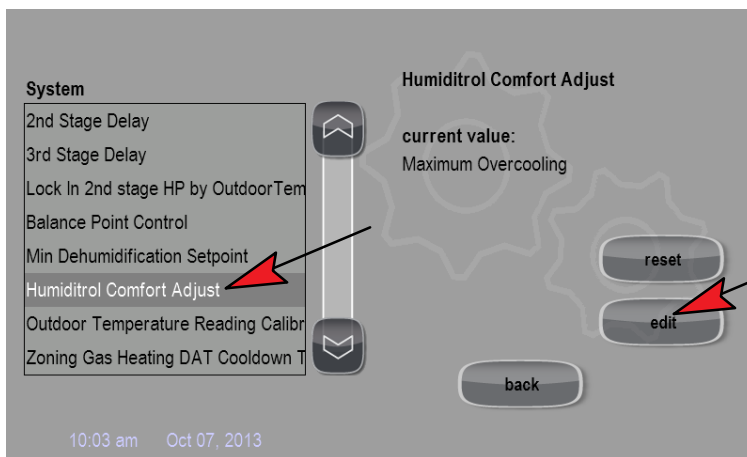 System
2nd Stage Delay
3rd Stage Delay
Lock In 2nd stage HP by OutdoorTem
Balance Point Control
Min Dehumidification Setpoint
Humiditrol Comfort Adjust
Outdoor Temperature Reading Calibr
Zoning Gas Heating DAT Cooldown T
Humiditrol Comfort Adjust
current value:
Maximum Overcooling
reset
edit
back
10:03 am Oct 07, 2013